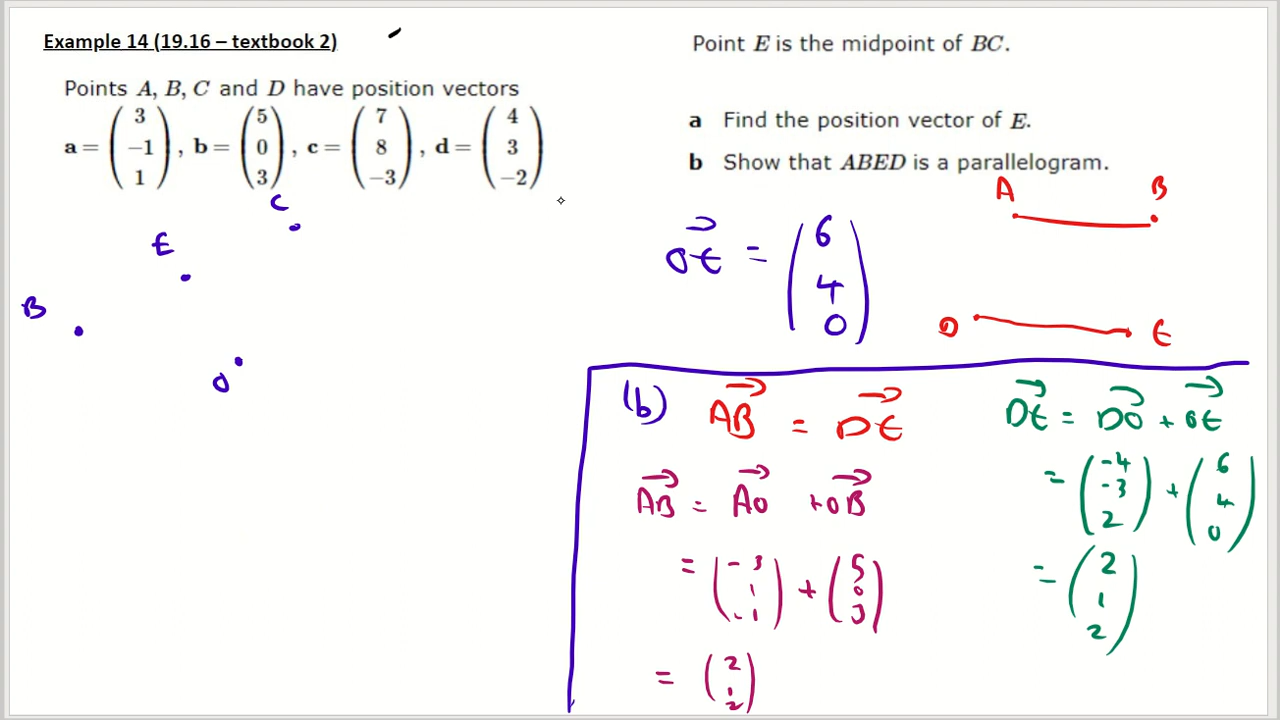 Example 14 (19.16 – textbook 2)
Points A, B, C and D have position vectors
a = ( 3 −1 1 ), b = ( 5 0 3 ), c = ( 7 8 −3 ), d = ( 4 3 −2 )
C
E
B
O
Point E is the midpoint of BC.
a Find the position vector of E.
b Show that ABED is a parallelogram.
A B
OE = ( 6 4 0 )
D E
(b) AB = DE
AB = AO + OB
= ( -3 1 -1 ) + ( 5 0 3 )
= ( 2 1 2 )
DE = DO + OE
= ( -4 -3 2 ) + ( 6 4 0 )
= ( 2 1 2 )